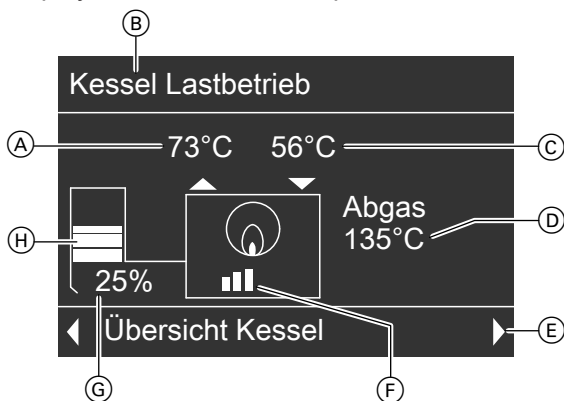 B
Kessel Lastbetrieb
A 73°C 56°C C
Abgas
135°C D
H
25%
Übersicht Kessel E
G F